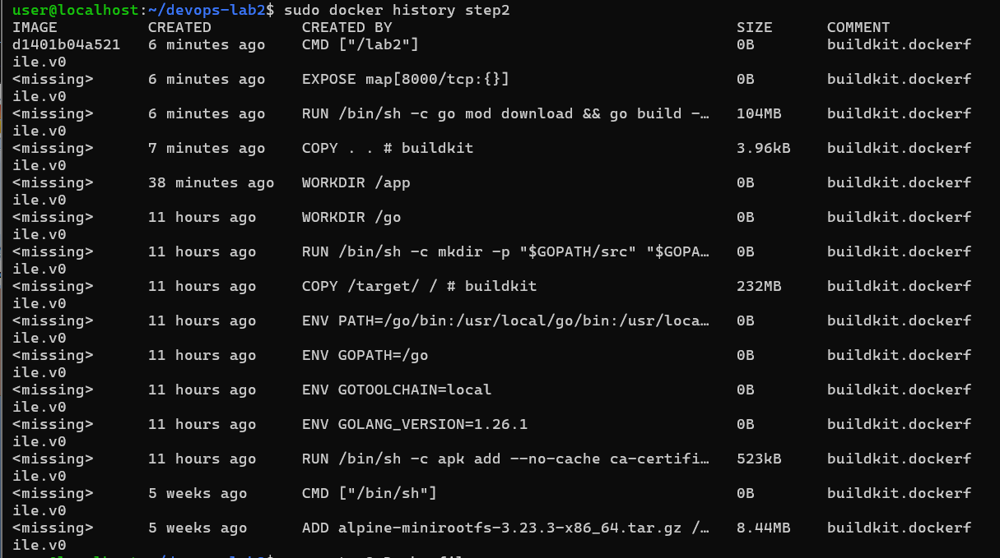 user@localhost:~/devops-lab2$ sudo docker history step2
IMAGE          CREATED          CREATED BY                                      SIZE      COMMENT
d1401b04a521   6 minutes ago    CMD ["/lab2"]                                   0B        buildkit.dockerf
ile.v0
<missing>      6 minutes ago    EXPOSE map[8000/tcp:{}]                         0B        buildkit.dockerf
ile.v0
<missing>      6 minutes ago    RUN /bin/sh -c go mod download && go build -…   104MB     buildkit.dockerf
ile.v0
<missing>      7 minutes ago    COPY . . # buildkit                             3.96kB    buildkit.dockerf
ile.v0
<missing>      38 minutes ago   WORKDIR /app                                    0B        buildkit.dockerf
ile.v0
<missing>      11 hours ago     WORKDIR /go                                     0B        buildkit.dockerf
ile.v0
<missing>      11 hours ago     RUN /bin/sh -c mkdir -p "$GOPATH/src" "$GOPA…   0B        buildkit.dockerf
ile.v0
<missing>      11 hours ago     COPY /target/ / # buildkit                      232MB     buildkit.dockerf
ile.v0
<missing>      11 hours ago     ENV PATH=/go/bin:/usr/local/go/bin:/usr/loca…   0B        buildkit.dockerf
ile.v0
<missing>      11 hours ago     ENV GOPATH=/go                                  0B        buildkit.dockerf
ile.v0
<missing>      11 hours ago     ENV GOTOOLCHAIN=local                           0B        buildkit.dockerf
ile.v0
<missing>      11 hours ago     ENV GOLANG_VERSION=1.26.1                       0B        buildkit.dockerf
ile.v0
<missing>      11 hours ago     RUN /bin/sh -c apk add --no-cache ca-certifi…   523kB     buildkit.dockerf
ile.v0
<missing>      5 weeks ago      CMD ["/bin/sh"]                                 0B        buildkit.dockerf
ile.v0
<missing>      5 weeks ago      ADD alpine-minirootfs-3.23.3-x86_64.tar.gz /…   8.44MB    buildkit.dockerf
ile.v0